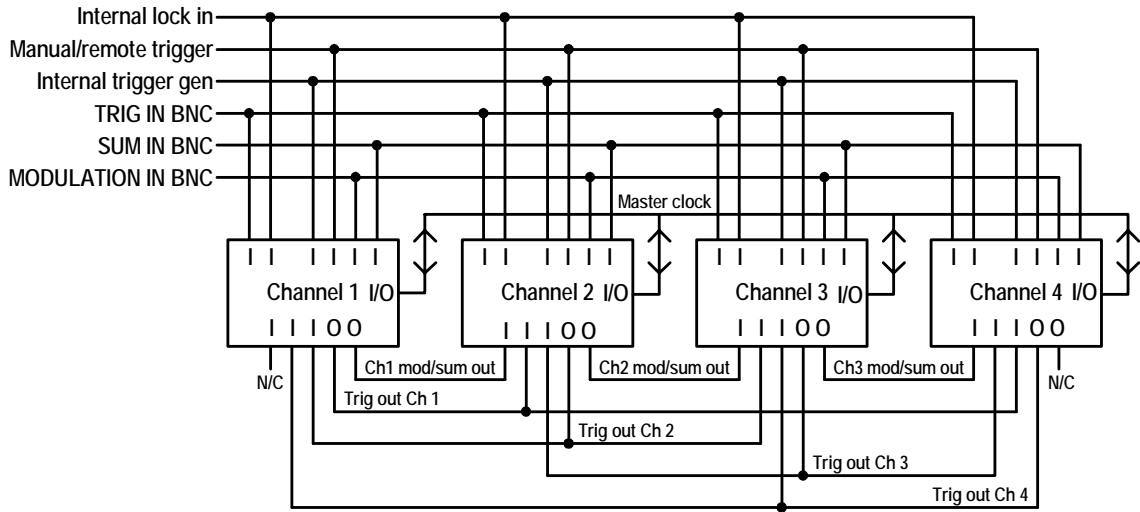 Internal lock in
Manual/remote trigger
Internal trigger gen
TRIG IN BNC
SUM IN BNC
MODULATION IN BNC
Master clock
I I I I I I
I I I I I I
I I I I I I
I I I I I I
Channel 1 I/O
Channel 2 I/O
Channel 3 I/O
Channel 4 I/O
I I I O O
I I I O O
I I I O O
I I I O O
N/C
Ch1 mod/sum out
Ch2 mod/sum out
Ch3 mod/sum out
N/C
Trig out Ch 1
Trig out Ch 2
Trig out Ch 3
Trig out Ch 4